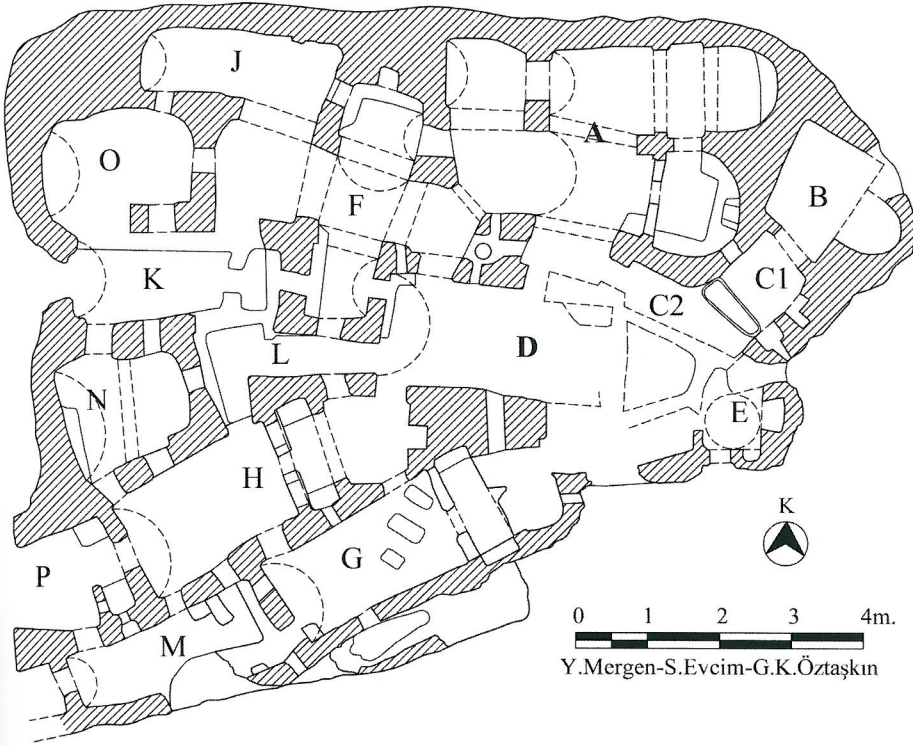 J
A
O
B
F
K
C1
C2
L
D
N
E
H
K
G
P
0 1 2 3 4m.
M
Y.Mergen-S.Evcim-G.K.Öztaşkın